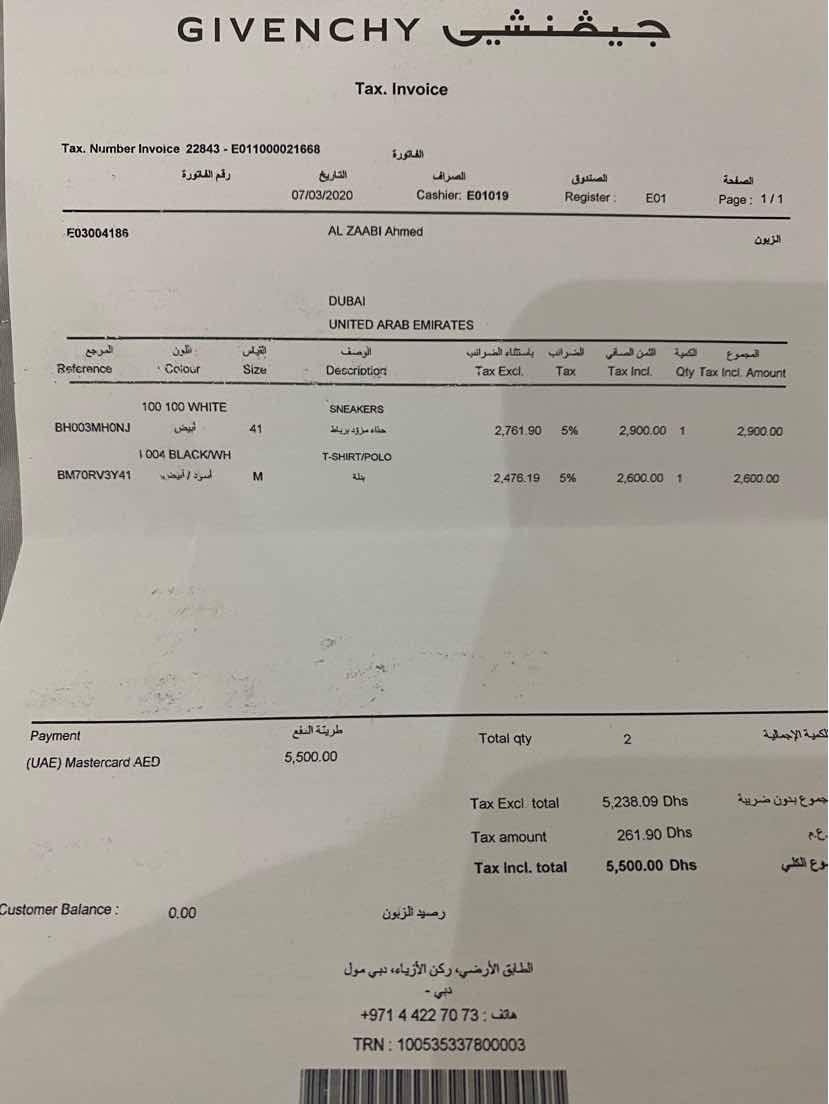 GIVENCHY جيڤنشي
Tax. Invoice
Tax. Number Invoice 22843 - E011000021668
الفاتورة
رقم الفاتورة التاريخ الصراف الصندوق الصفحة
07/03/2020 Cashier: E01019 Register : E01 Page : 1 / 1
E03004186 AL ZAABI Ahmed الزبون
DUBAI
UNITED ARAB EMIRATES
المرجع اللون القياس الوصف باستثناء الضرائب الضرائب الثمن الصافي الكمية المجموع
Reference Colour Size Description Tax Excl. Tax Tax Incl. Qty Tax Incl. Amount
100 100 WHITE SNEAKERS
BH003MH0NJ أبيض 41 حذاء مزود برباط 2,761.90 5% 2,900.00 1 2,900.00
004 BLACK/WH T-SHIRT/POLO
BM70RV3Y41 أسود / أبيض M 2,476.19 5% 2,600.00 1 2,600.00
Payment طريقة الدفع Total qty 2 لكمية الإجمالية
(UAE) Mastercard AED 5,500.00
Tax Excl. total 5,238.09 Dhs جموع بدون ضريبة
Tax amount 261.90 Dhs
Tax Incl. total 5,500.00 Dhs وع الكلي
Customer Balance : 0.00 رصيد الزبون
الطابق الأرضي، ركن الأزياء، دبي مول
دبي -
هاتف : +971 4 422 70 73
TRN : 100535337800003